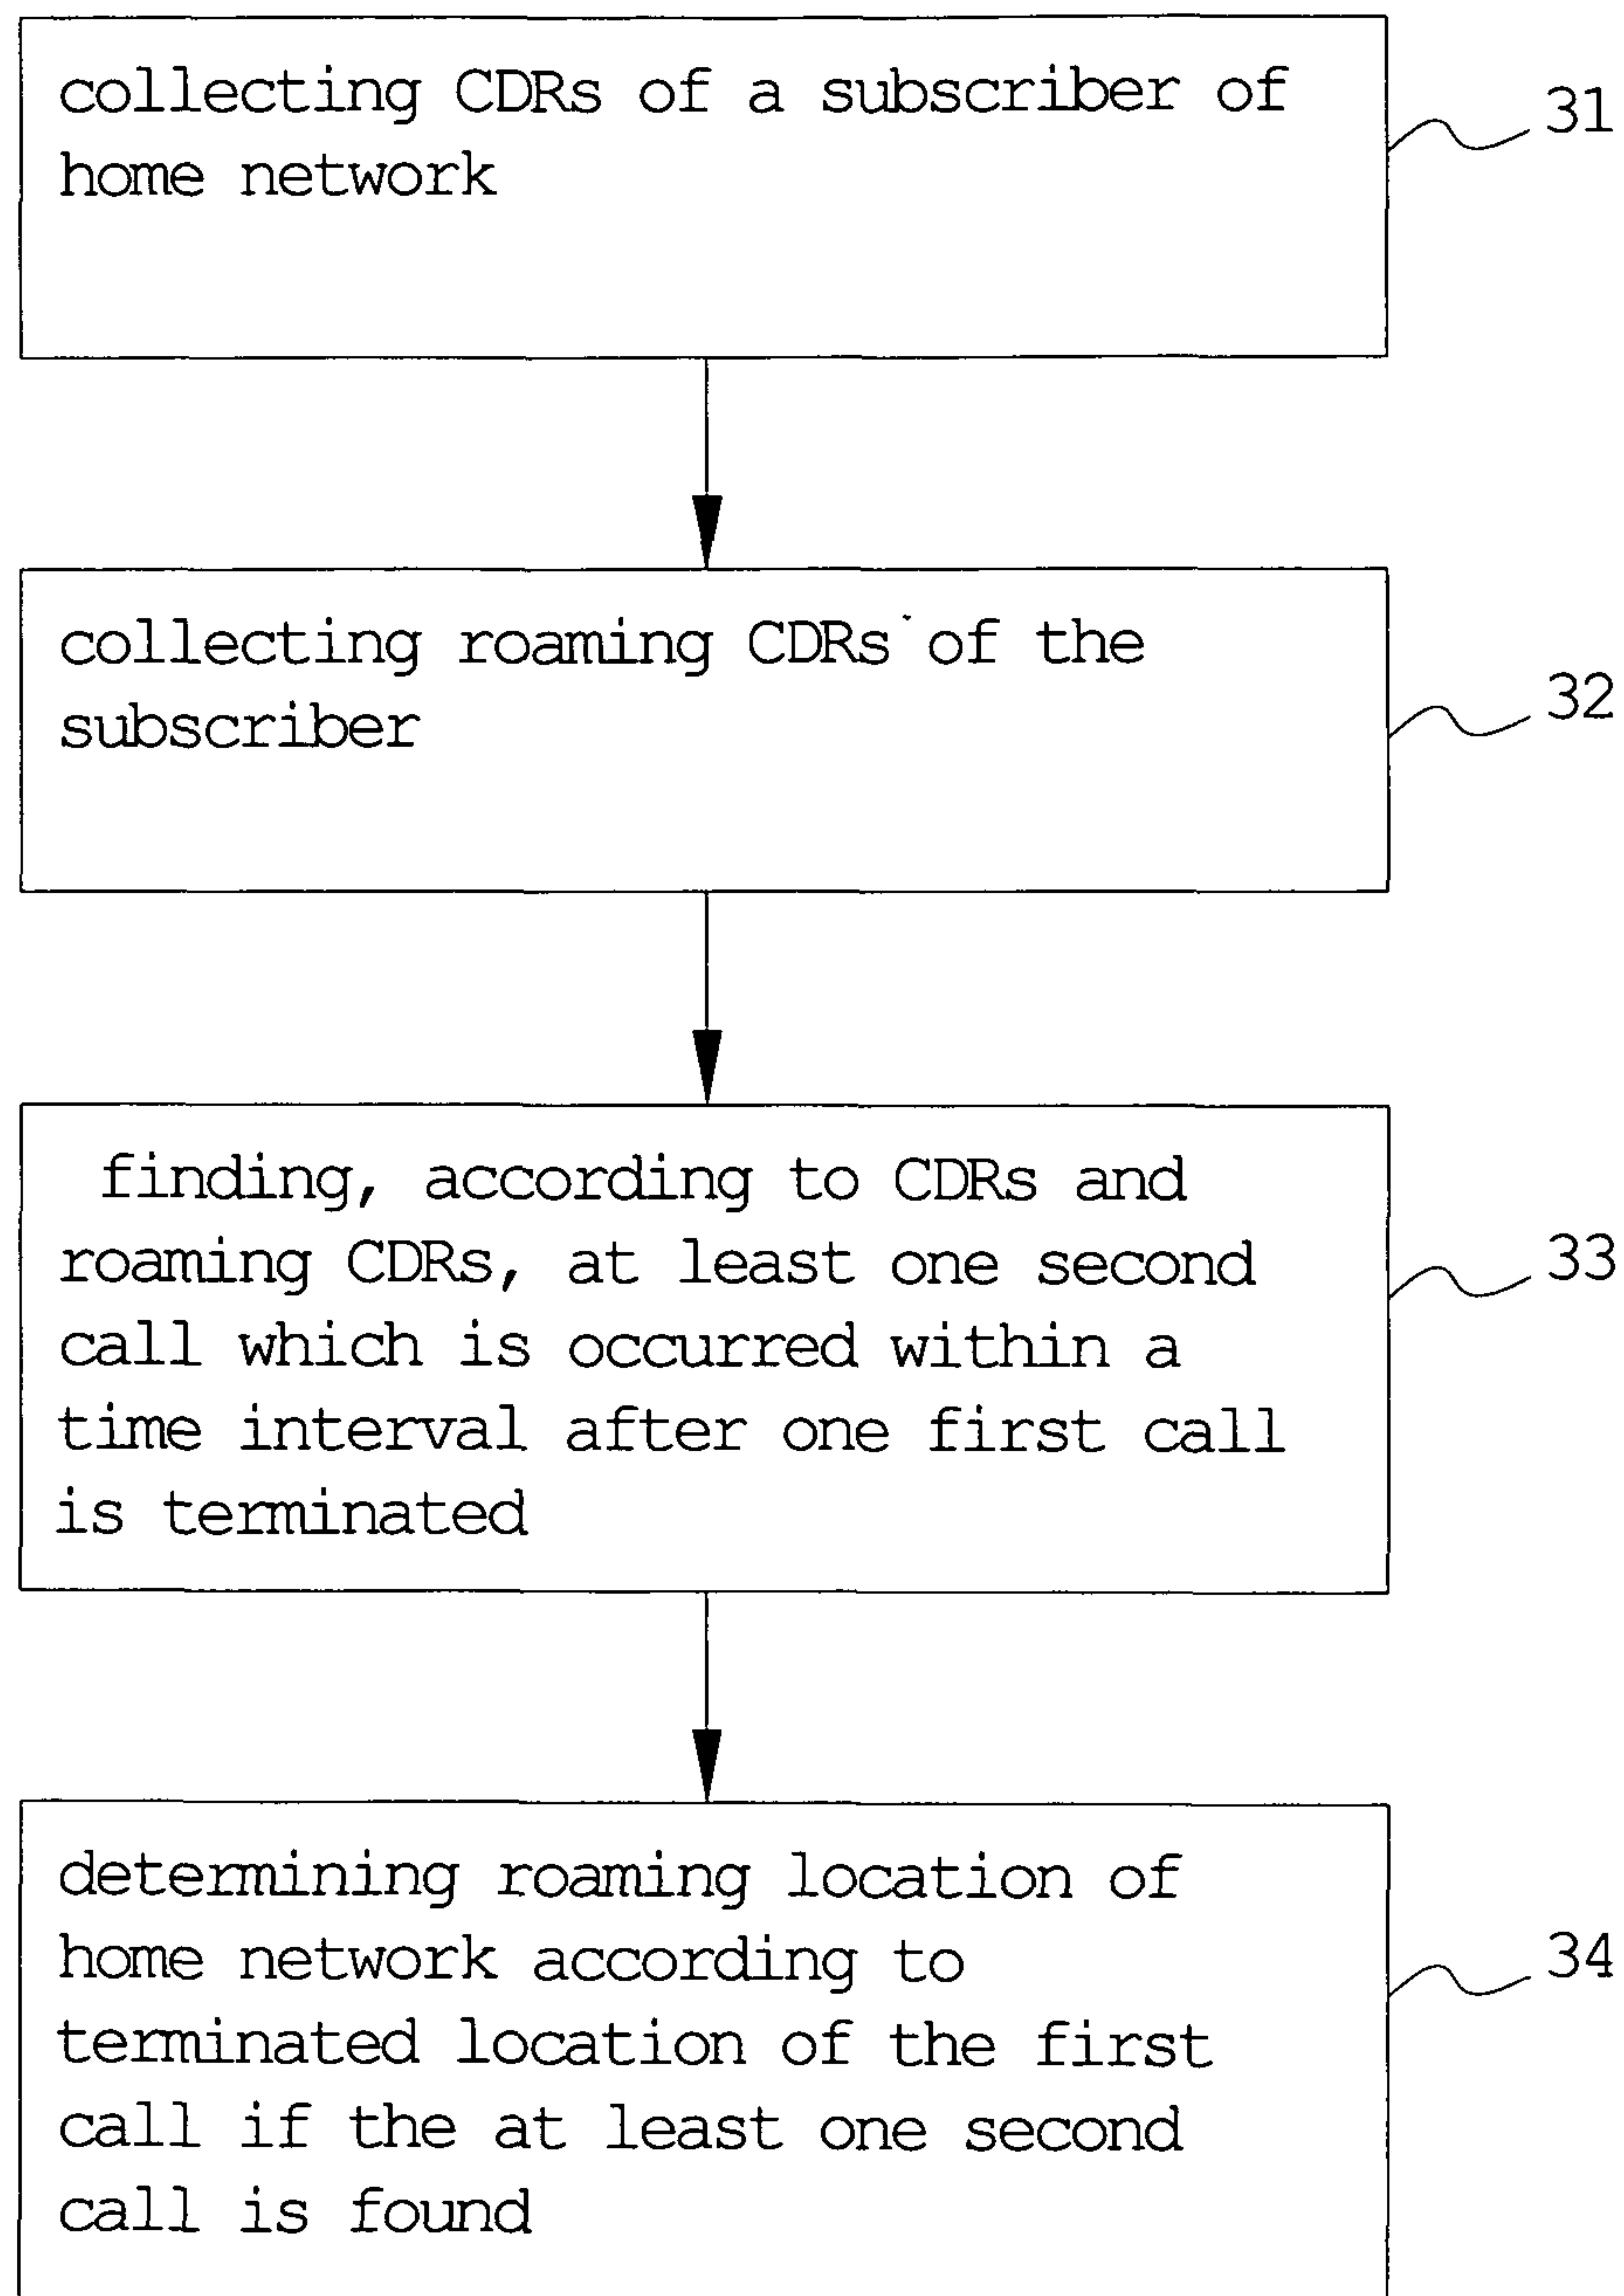 collecting CDRs of a subscriber of
home network
31
collecting roaming CDRs of the
subscriber
32
finding, according to CDRs and
roaming CDRs, at least one second
call which is occurred within a
time interval after one first call
is terminated
33
determining roaming location of
home network according to
terminated location of the first
call if the at least one second
call is found
34